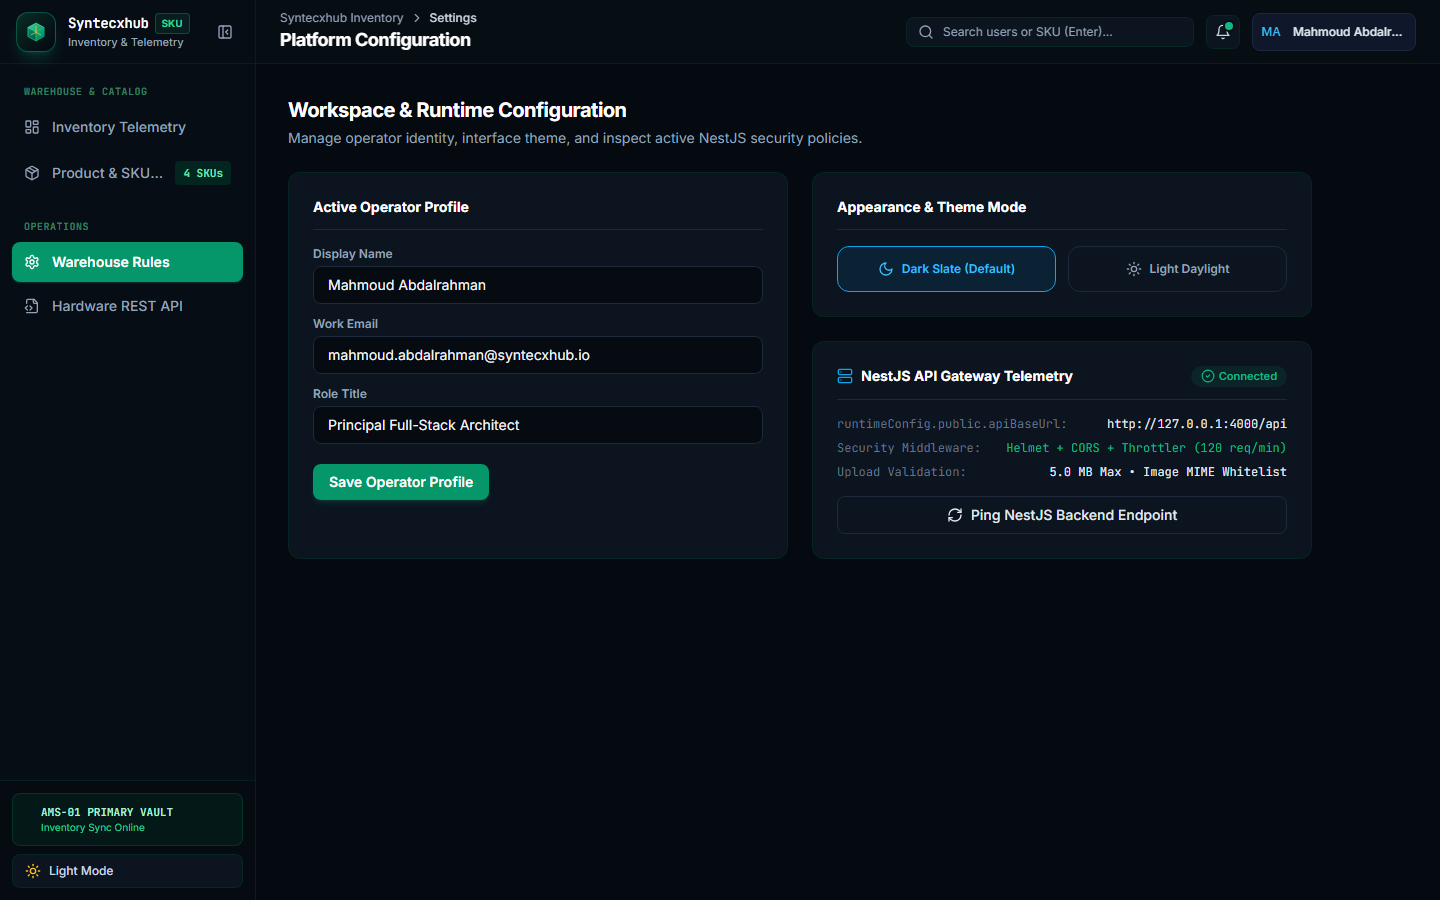 Syntecxhub SKU
Inventory & Telemetry
WAREHOUSE & CATALOG
Inventory Telemetry
Product & SKU... 4 SKUs
OPERATIONS
Warehouse Rules
Hardware REST API
AMS-01 PRIMARY VAULT
Inventory Sync Online
Light Mode
Syntecxhub Inventory > Settings
Platform Configuration
Search users or SKU (Enter)...
MA Mahmoud Abdalr...
Workspace & Runtime Configuration
Manage operator identity, interface theme, and inspect active NestJS security policies.
Active Operator Profile
Display Name
Mahmoud Abdalrahman
Work Email
mahmoud.abdalrahman@syntecxhub.io
Role Title
Principal Full-Stack Architect
Save Operator Profile
Appearance & Theme Mode
Dark Slate (Default)
Light Daylight
NestJS API Gateway Telemetry Connected
runtimeConfig.public.apiBaseUrl: http://127.0.0.1:4000/api
Security Middleware: Helmet + CORS + Throttler (120 req/min)
Upload Validation: 5.0 MB Max • Image MIME Whitelist
Ping NestJS Backend Endpoint